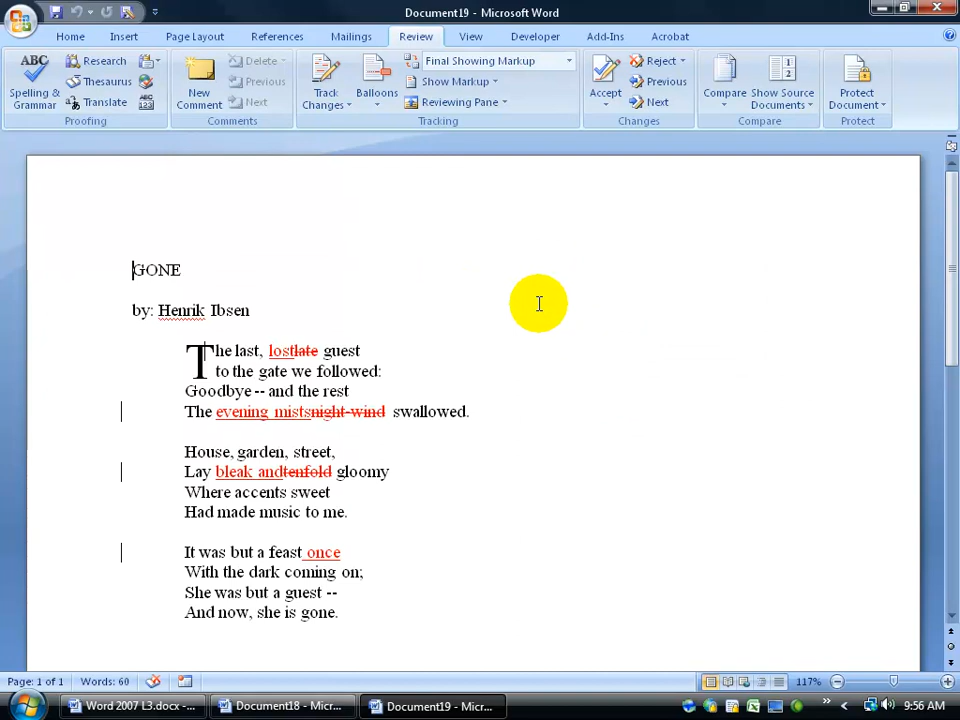 Document19 - Microsoft Word
Home Insert Page Layout References Mailings Review View Developer Add-Ins Acrobat
ABC Research Delete Final Showing Markup Reject
Thesaurus Previous Show Markup Previous
Spelling & Grammar Translate ABC 123 New Comment Next Track Changes Balloons Reviewing Pane Accept Next Compare Show Source Documents Protect Document
Proofing Comments Tracking Changes Compare Protect
GONE
by: Henrik Ibsen
The last, lostlate guest
to the gate we followed:
Goodbye -- and the rest
The evening mistsnight-wind swallowed.
House, garden, street,
Lay bleak andtenfold gloomy
Where accents sweet
Had made music to me.
It was but a feast once
With the dark coming on;
She was but a guest --
And now, she is gone.
Page: 1 of 1 Words: 60 117%
Word 2007 L3.docx -... Document18 - Micros... Document19 - Micros... 9:56 AM